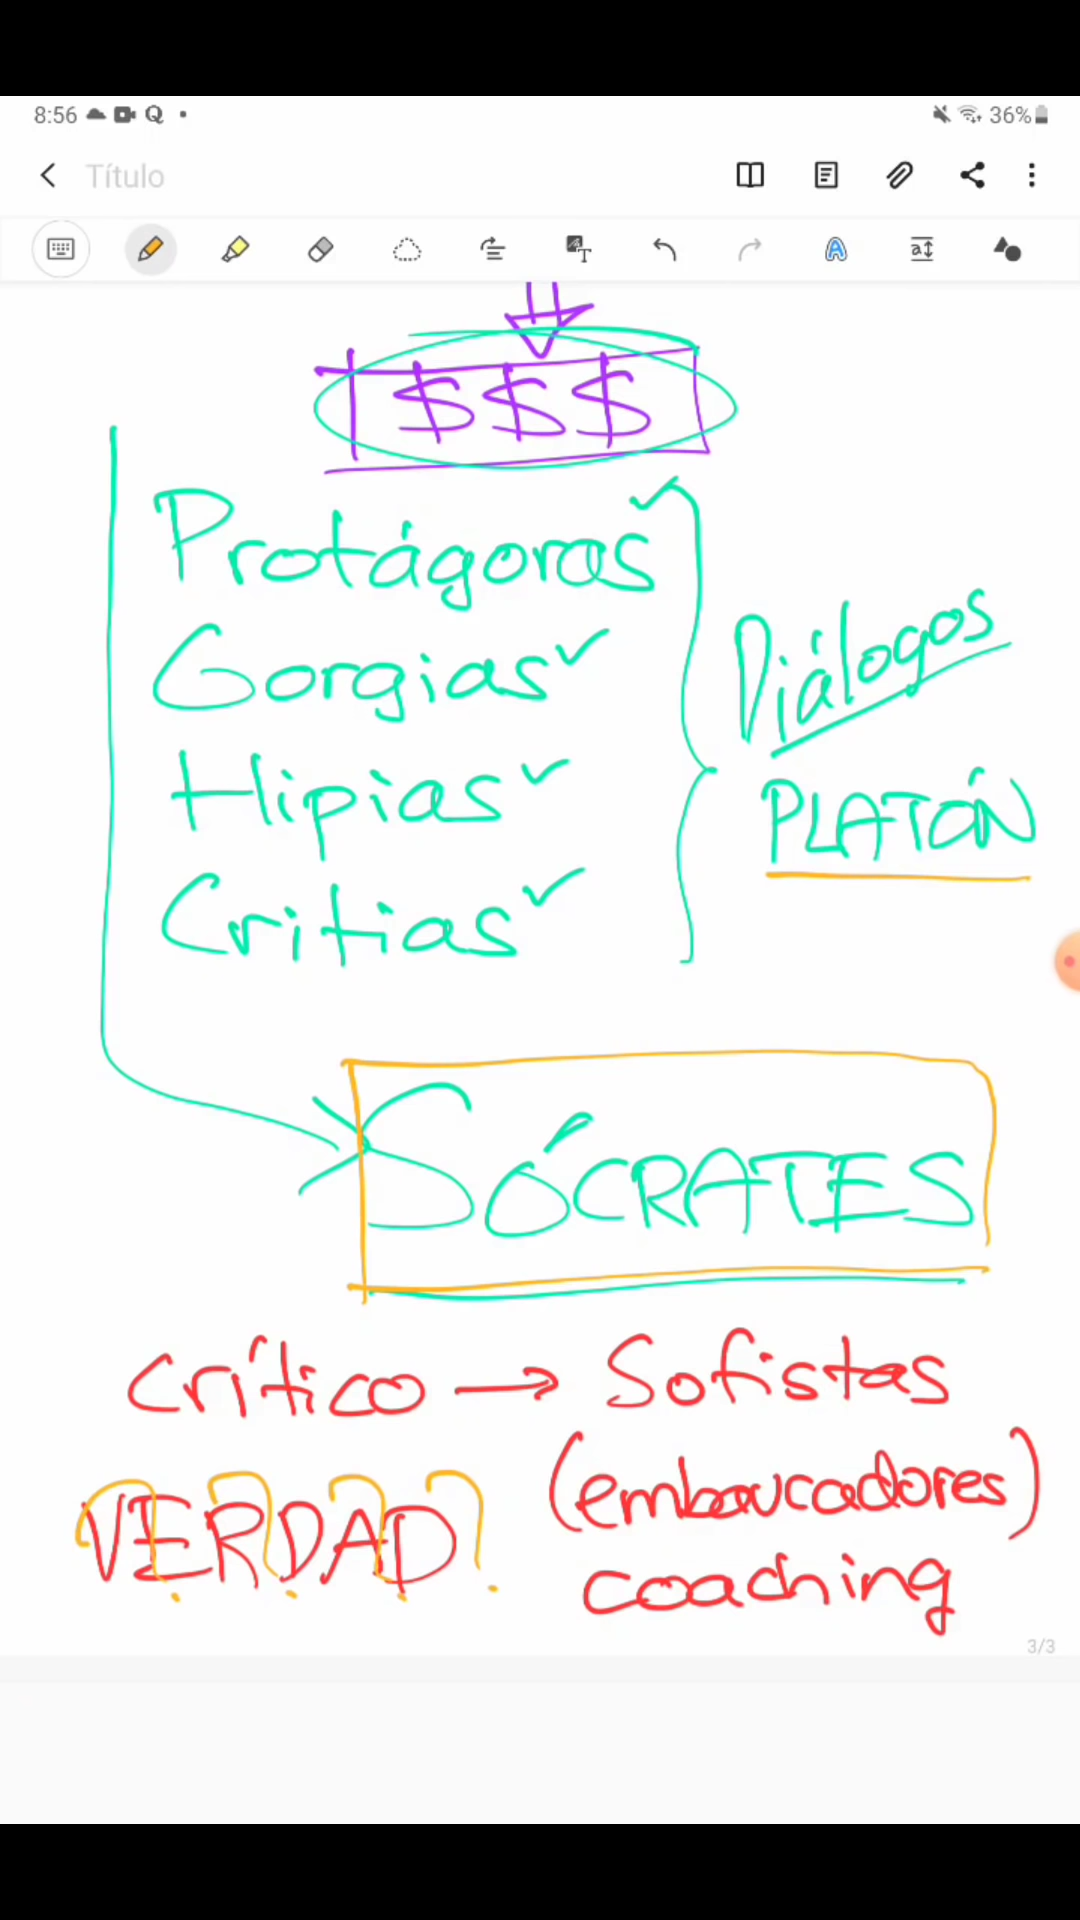 8:56
36%
Título
$$$
Protágoras
Gorgias
Hipias
Critias
Diálogos
PLATÓN
SÓCRATES
Crítico → Sofistas
(embaucadores)
VERDAD
????
coaching
3/3